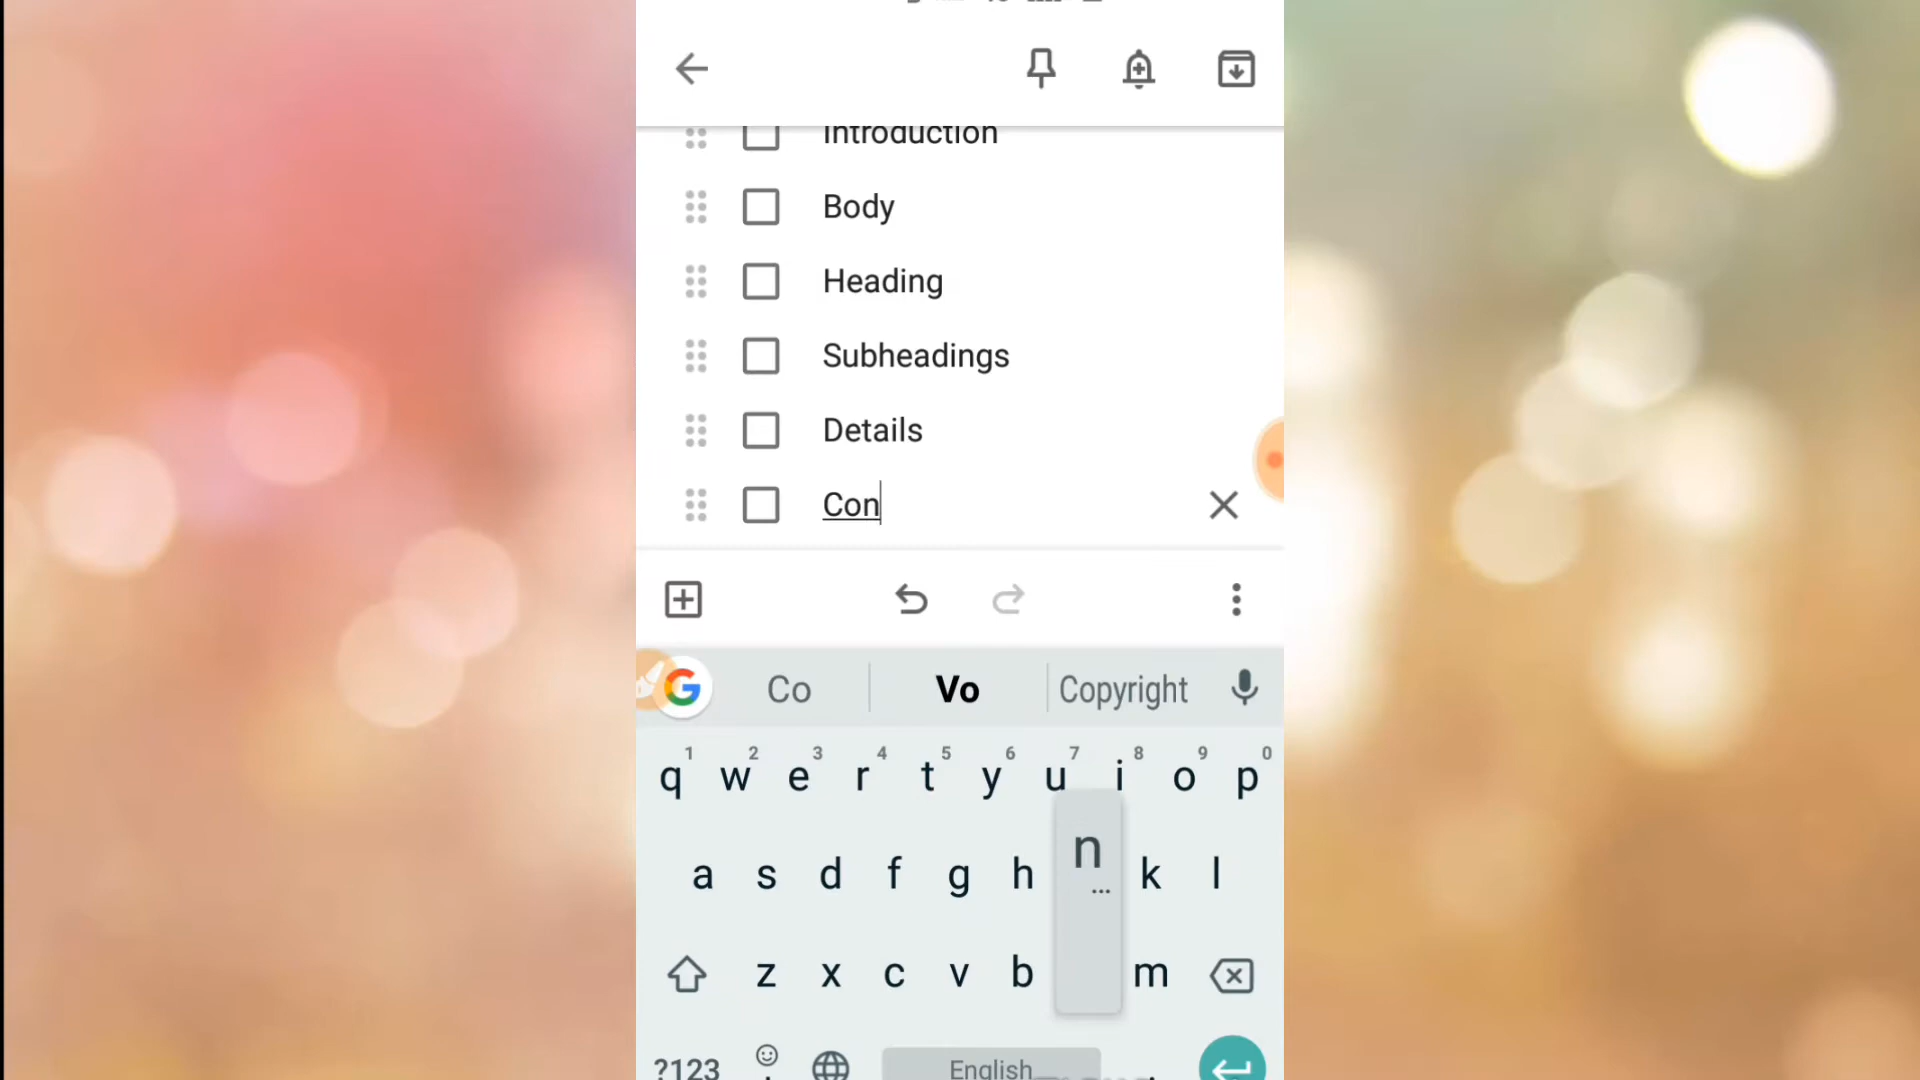 Introduction
Body
Heading
Subheadings
Details
Con
Co Vo Copyright
1 2 3 4 5 6 7 8 9 0
q w e r t y u i o p
a s d f g h n k l
z x c v b m
?123 English